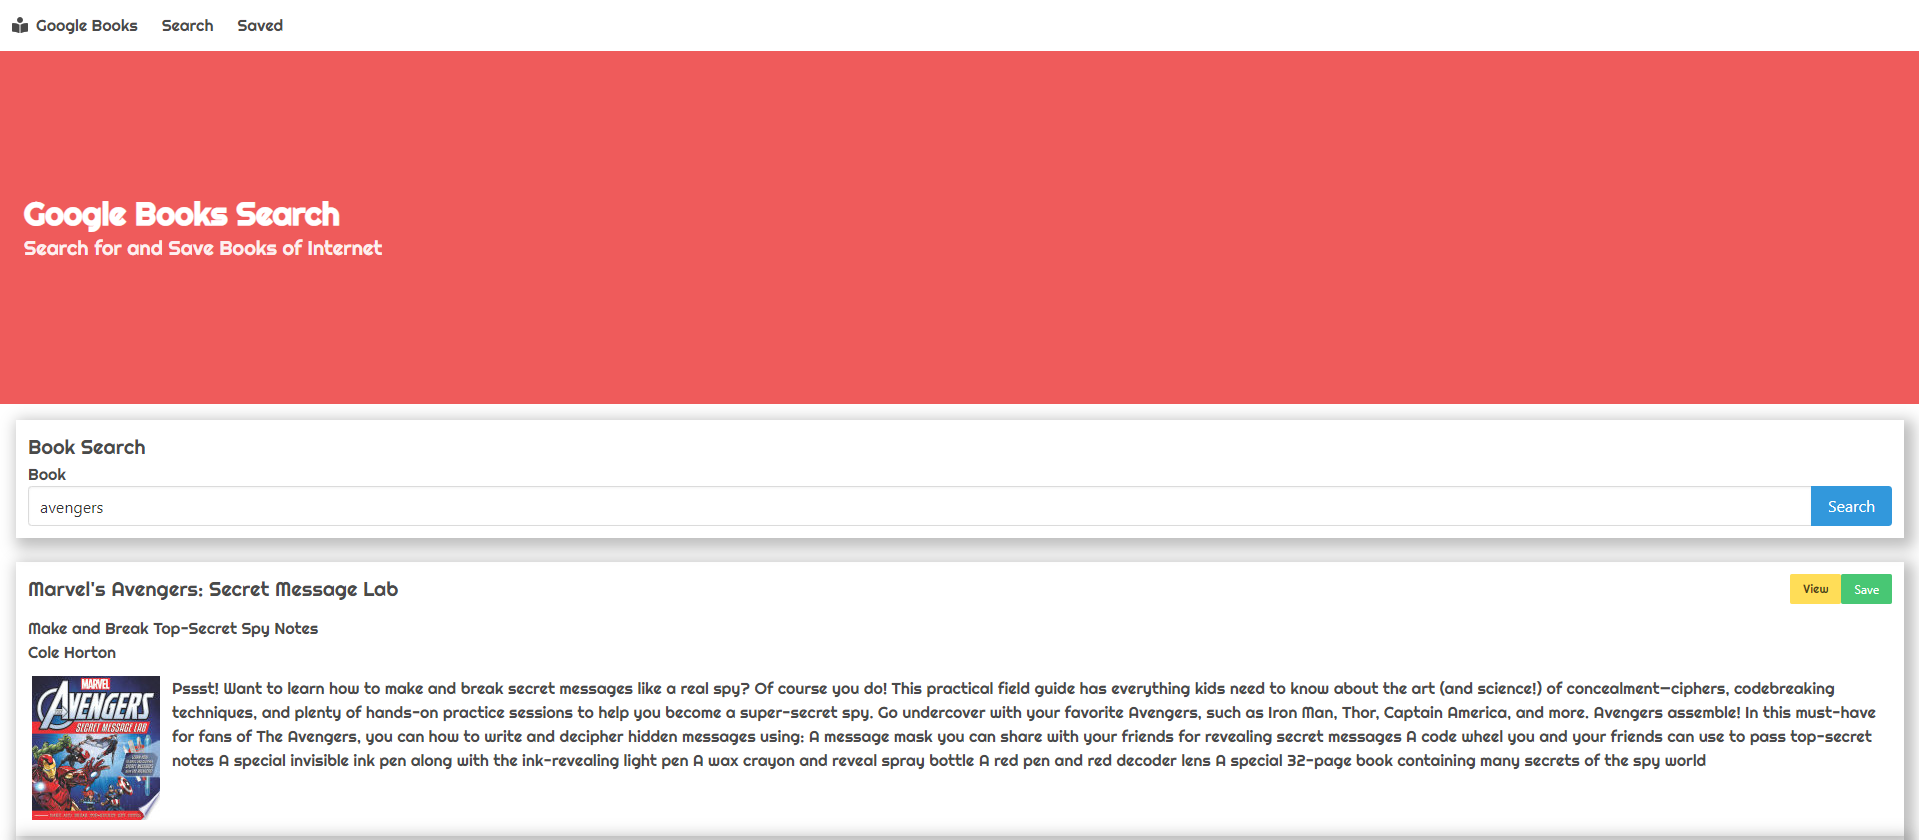 Google Books Search Saved
Google Books Search
Search for and Save Books of Internet
Book Search
Book
avengers Search
Marvel's Avengers: Secret Message Lab View Save
Make and Break Top-Secret Spy Notes
Cole Horton
MARVEL
AVENGERS
SECRET MESSAGE LAB
Pssst! Want to learn how to make and break secret messages like a real spy? Of course you do! This practical field guide has everything kids need to know about the art (and science!) of concealment—ciphers, codebreaking
techniques, and plenty of hands-on practice sessions to help you become a super-secret spy. Go undercover with your favorite Avengers, such as Iron Man, Thor, Captain America, and more. Avengers assemble! In this must-have
for fans of The Avengers, you can how to write and decipher hidden messages using: A message mask you can share with your friends for revealing secret messages A code wheel you and your friends can use to pass top-secret
notes A special invisible ink pen along with the ink-revealing light pen A wax crayon and reveal spray bottle A red pen and red decoder lens A special 32-page book containing many secrets of the spy world